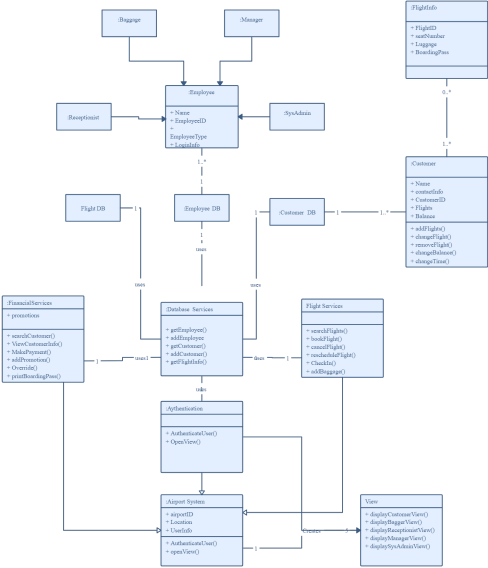 :Baggage
:Manager
:FlightInfo
+ FlightID
+ seatNumber
+ Luggage
+ BoardingPass
:Employee
+ Name
+ EmployeeID
+
EmployeeType
+ LoginInfo
:Receptionist
:SysAdmin
0..*
1..*
1..*
1
:Customer
+ Name
+ contactInfo
+ CustomerID
+ Flights
+ Balance
+ addFlights()
+ changeFlight()
+ removeFlight()
+ changeBalance()
+ changeTime()
Flight DB
1
:Employee DB
1
:Customer DB
1
1..*
1
uses
uses
uses
:FinancialServices
+ promotions
+ searchCustomer()
+ ViewCustomerInfo()
+ MakePayment()
+ addPromotion()
+ Override()
+ printBoardingPass()
:Database Services
+ getEmployee()
+ addEmployee
+ getCustomer()
+ addCustomer()
+ getFlightInfo()
:Flight Services
+ searchFlights()
+ bookFlight()
+ cancelFlight()
+ rescheduleFlight()
+ CheckIn()
+ addBaggage()
1
uses1
uses
1
uses
:Aythentication
+ AuthenticateUser()
+ OpenView()
:Airport System
+ airportID
+ Location
+ UserInfo
+ AuthenticateUser()
+ openView()
1
Creates
5
View
+ displayCustomerView()
+ displayBaggerView()
+ displayReceptionistView()
+ displayManagerView()
+ displaySysAdminView()